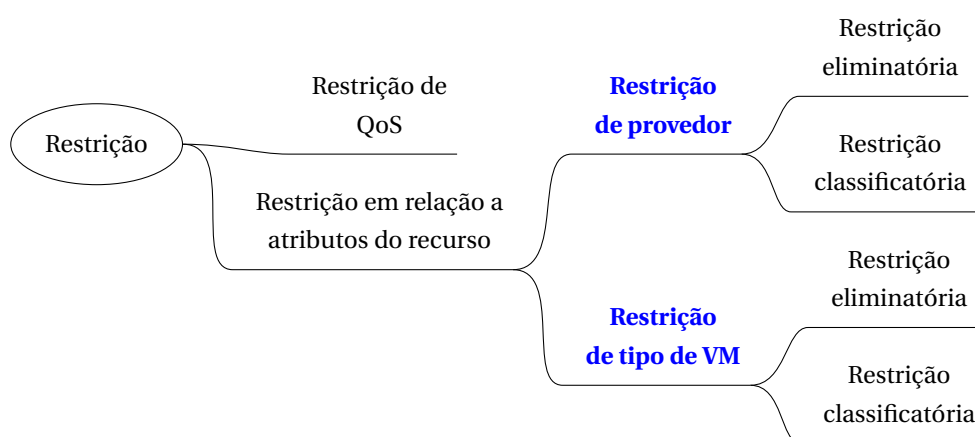 Restrição
Restrição de
QoS
Restrição em relação a
atributos do recurso
Restrição
de provedor
Restrição
eliminatória
Restrição
classificatória
Restrição
de tipo de VM
Restrição
eliminatória
Restrição
classificatória